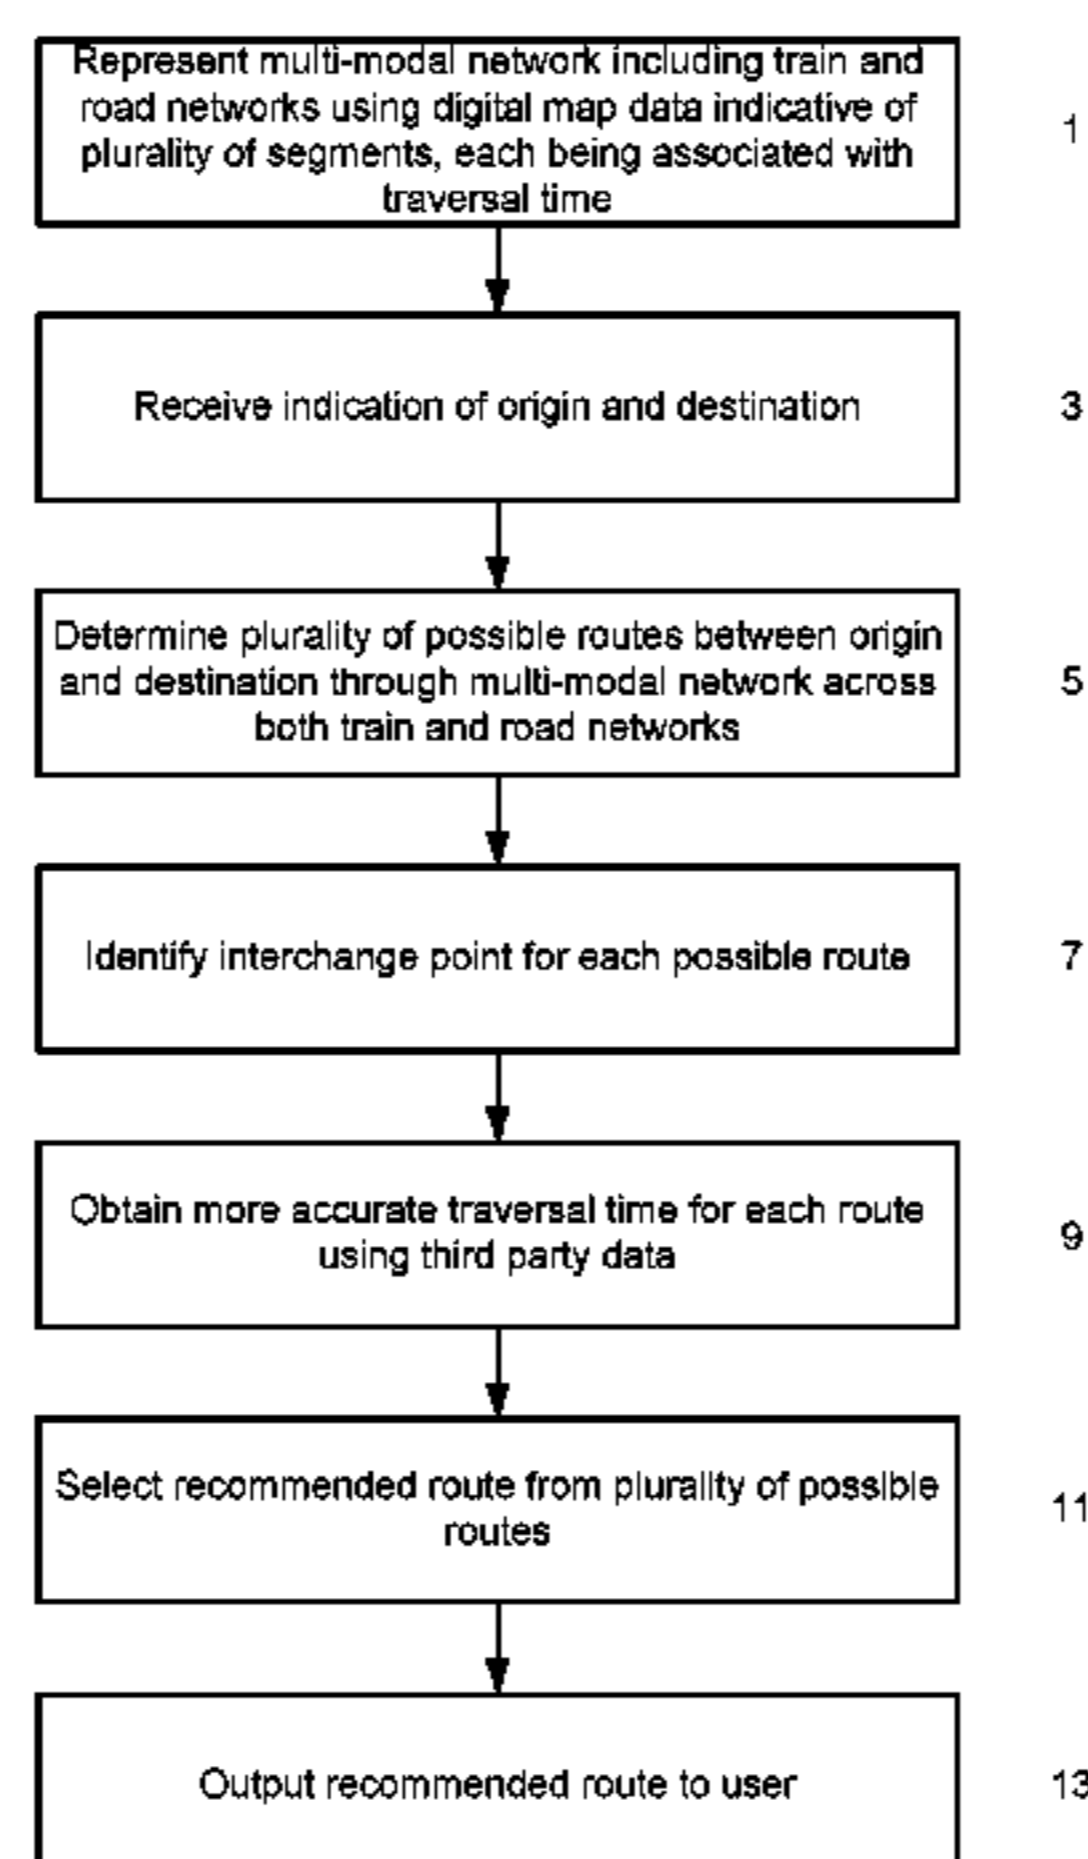 Represent multi-modal network including train and
road networks using digital map data indicative of
plurality of segments, each being associated with
traversal time
1
Receive indication of origin and destination
3
Determine plurality of possible routes between origin
and destination through multi-modal network across
both train and road networks
5
Identify interchange point for each possible route
7
Obtain more accurate traversal time for each route
using third party data
9
Select recommended route from plurality of possible
routes
11
Output recommended route to user
13